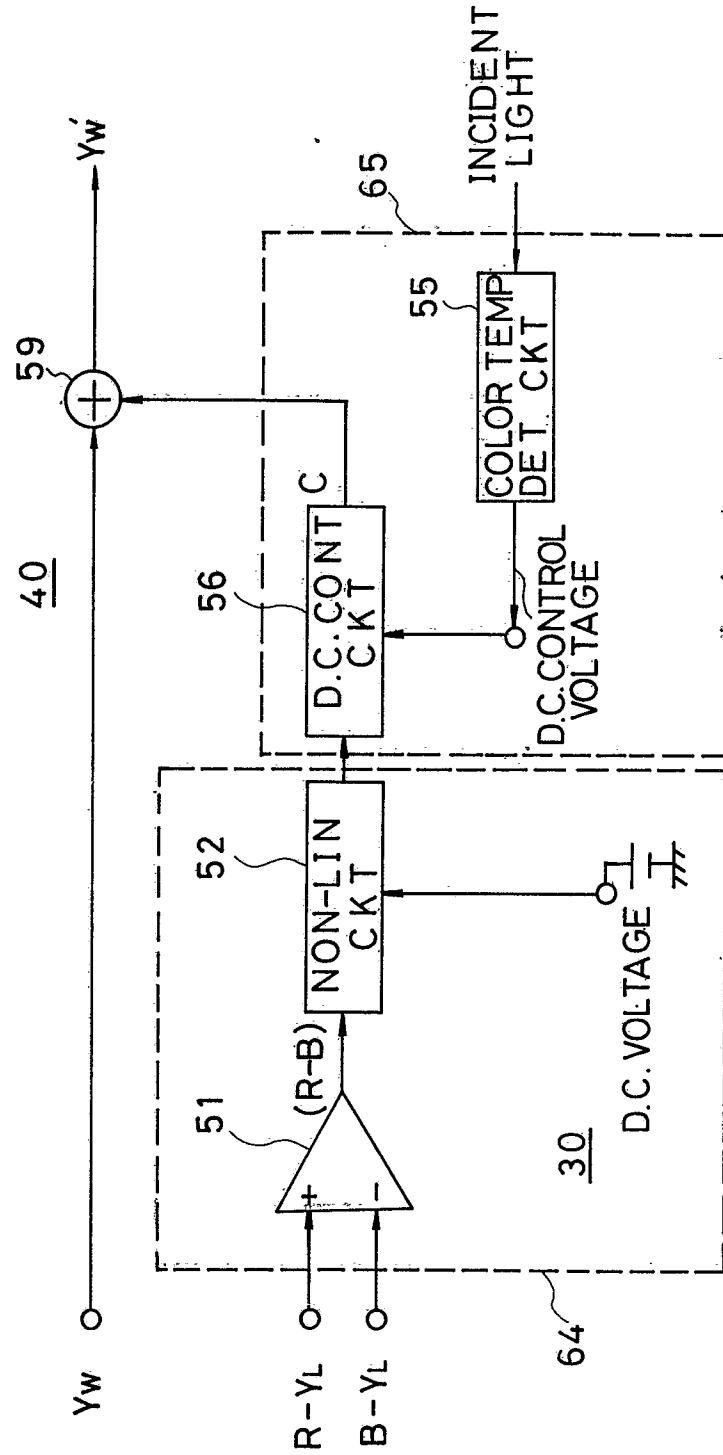 40
Yw
59
Yw'
65
INCIDENT
LIGHT
55
COLOR TEMP
DET CKT
D.C.CONTROL
VOLTAGE
C
56
D.C.CONT
CKT
52
NON-LIN
CKT
(R-B)
51
+
-
R-YL
B-YL
30
D.C. VOLTAGE
64